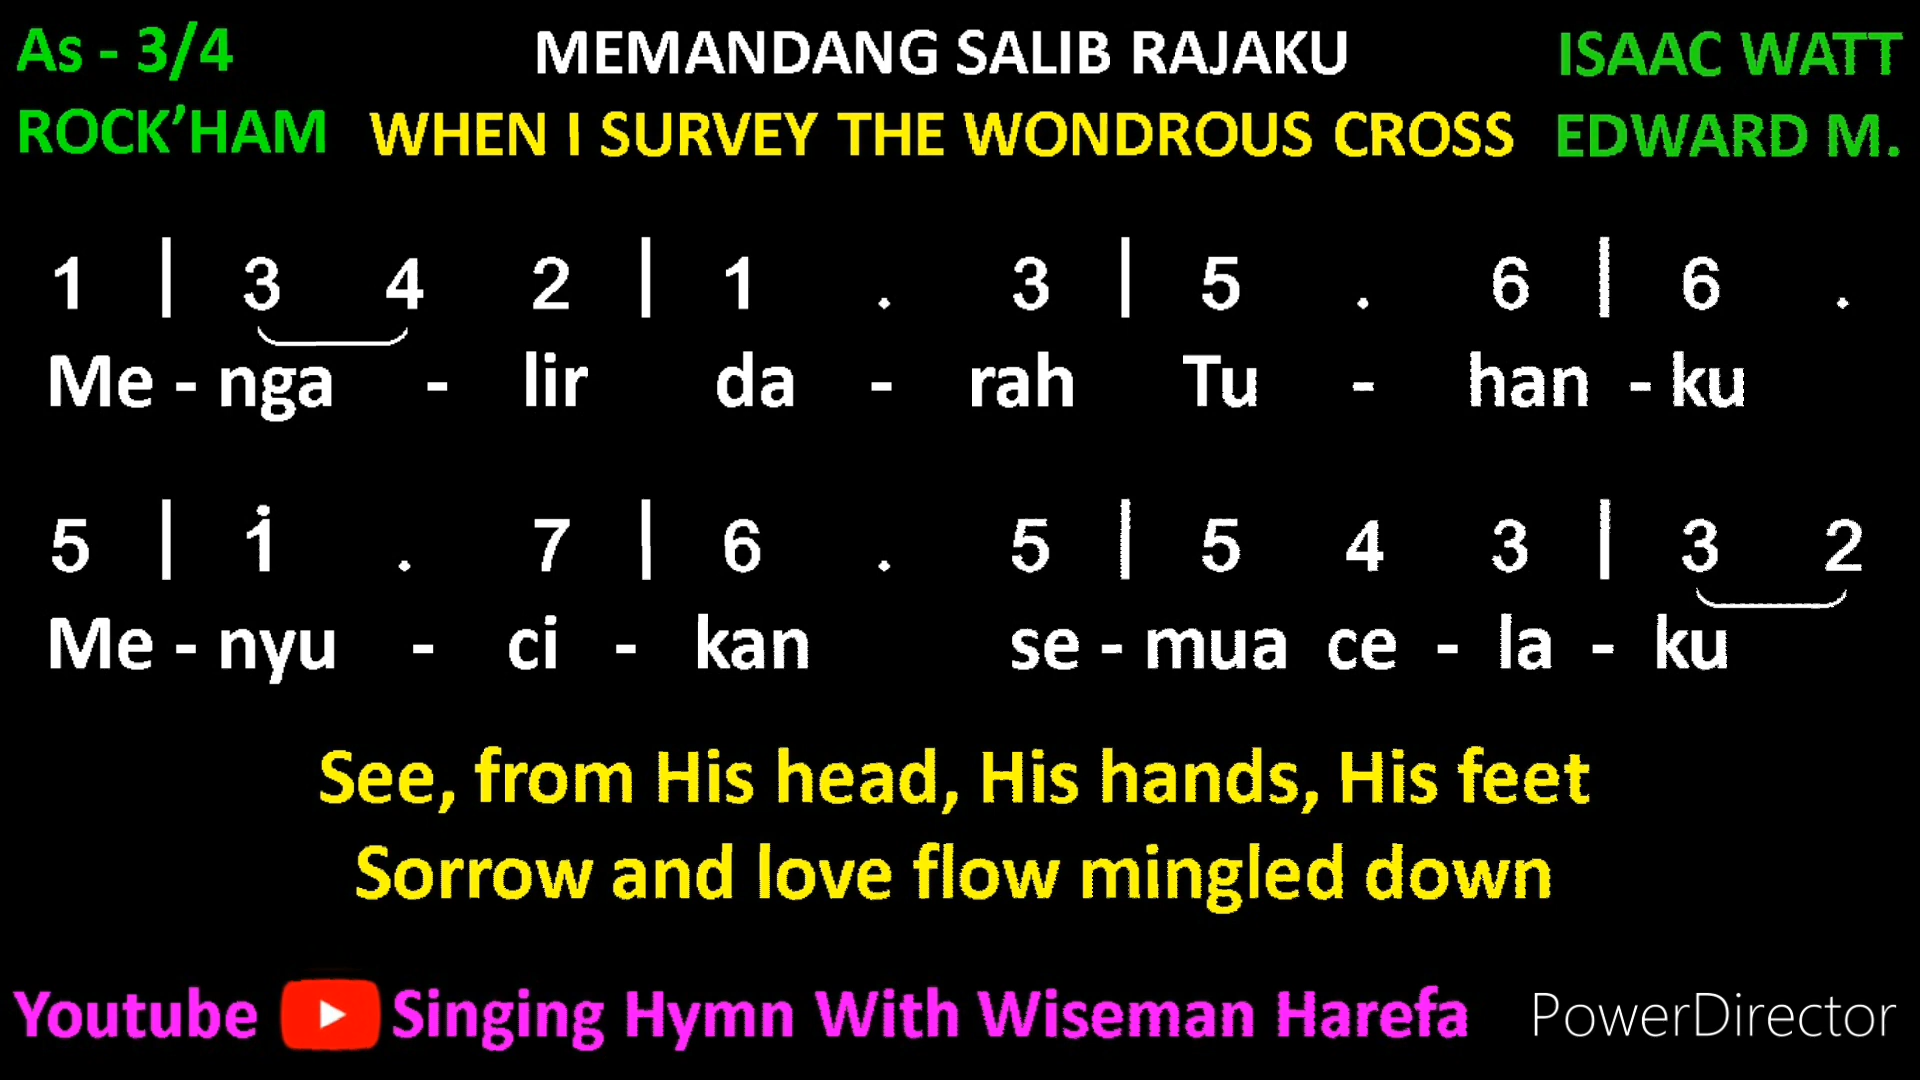 As - 3/4 MEMANDANG SALIB RAJAKU ISAAC WATT
ROCK’HAM WHEN I SURVEY THE WONDROUS CROSS EDWARD M.
1 | 3 4 2 | 1 . 3 | 5 . 6 | 6 .
Me - nga - lir da - rah Tu - han - ku
5 | 1̇ . 7 | 6 . 5 | 5 4 3 | 3 2
Me - nyu - ci - kan se - mua ce - la - ku
See, from His head, His hands, His feet
Sorrow and love flow mingled down
Youtube Singing Hymn With Wiseman Harefa PowerDirector